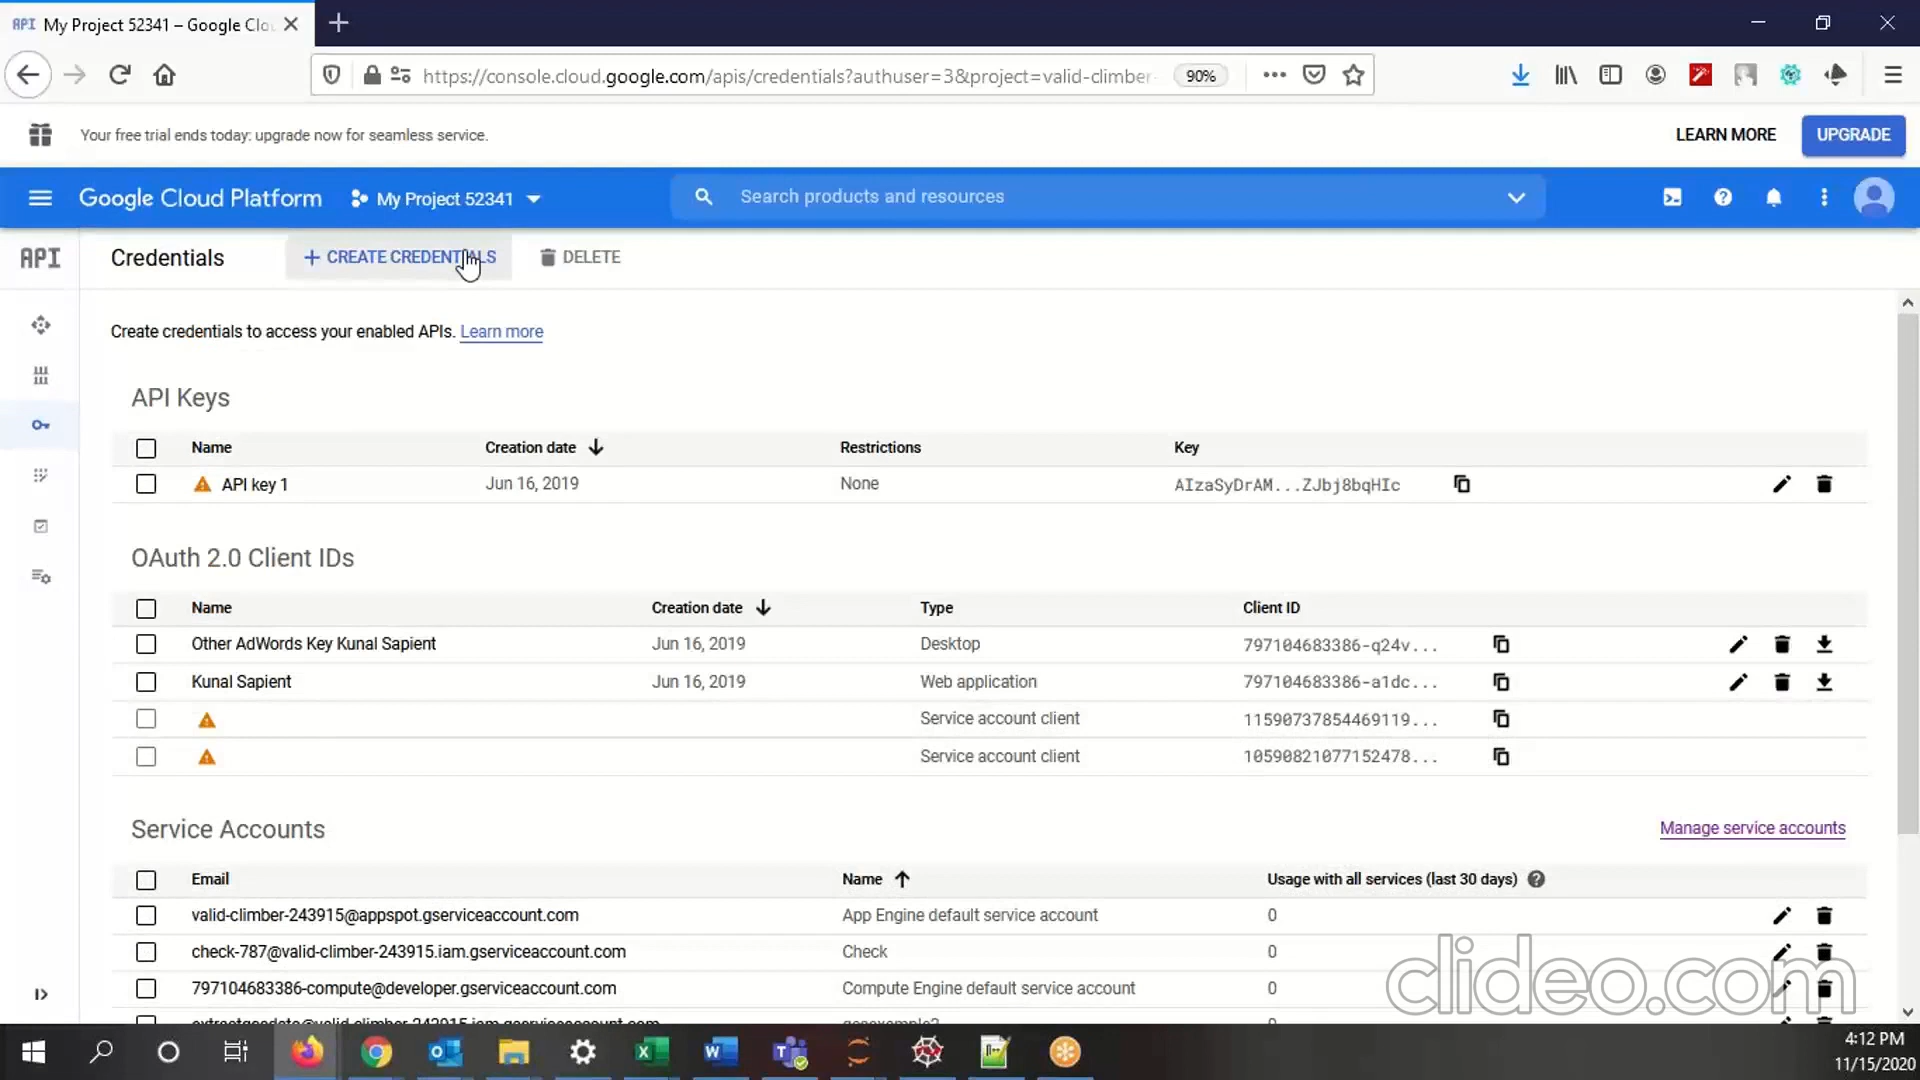 API My Project 52341 – Google Clo
https://console.cloud.google.com/apis/credentials?authuser=3&project=valid-climber- 90%
Your free trial ends today: upgrade now for seamless service. LEARN MORE UPGRADE
Google Cloud Platform My Project 52341 Search products and resources
API Credentials + CREATE CREDENTIALS DELETE
Create credentials to access your enabled APIs. Learn more
API Keys
Name Creation date Restrictions Key
API key 1 Jun 16, 2019 None AIzaSyDrAM...ZJbj8bqHIc
OAuth 2.0 Client IDs
Name Creation date Type Client ID
Other AdWords Key Kunal Sapient Jun 16, 2019 Desktop 797104683386-q24v...
Kunal Sapient Jun 16, 2019 Web application 797104683386-a1dc...
Service account client 11590737854469119...
Service account client 10590821077152478...
Service Accounts Manage service accounts
Email Name Usage with all services (last 30 days)
valid-climber-243915@appspot.gserviceaccount.com App Engine default service account 0
check-787@valid-climber-243915.iam.gserviceaccount.com Check 0
797104683386-compute@developer.gserviceaccount.com Compute Engine default service account 0
clideo.com
4:12 PM
11/15/2020